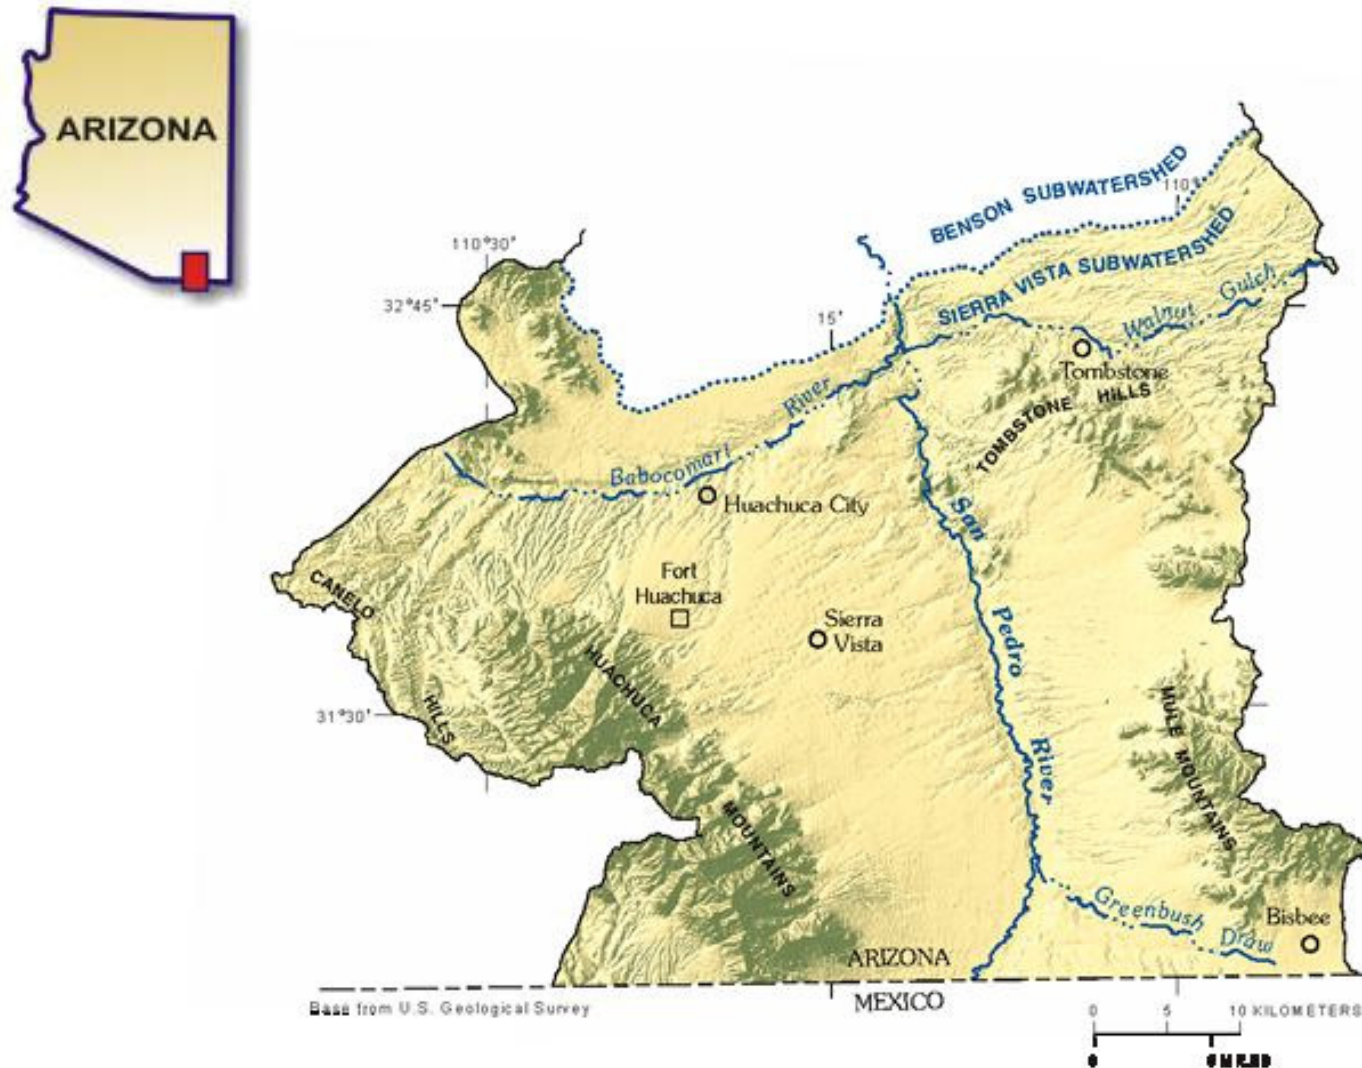 ARIZONA
BENSON SUBWATERSHED
110°
SIERRA VISTA SUBWATERSHED
110°30'
32°45'
15'
Walnut Gulch
Tombstone
TOMBSTONE HILLS
Babocomari River
Huachuca City
San Pedro River
Fort
Huachuca
Sierra
Vista
CANELO HILLS
HUACHUCA MOUNTAINS
31°30'
MULE MOUNTAINS
Greenbush Draw
Bisbee
ARIZONA
MEXICO
Base from U.S. Geological Survey
0 5 10 KILOMETERS
0